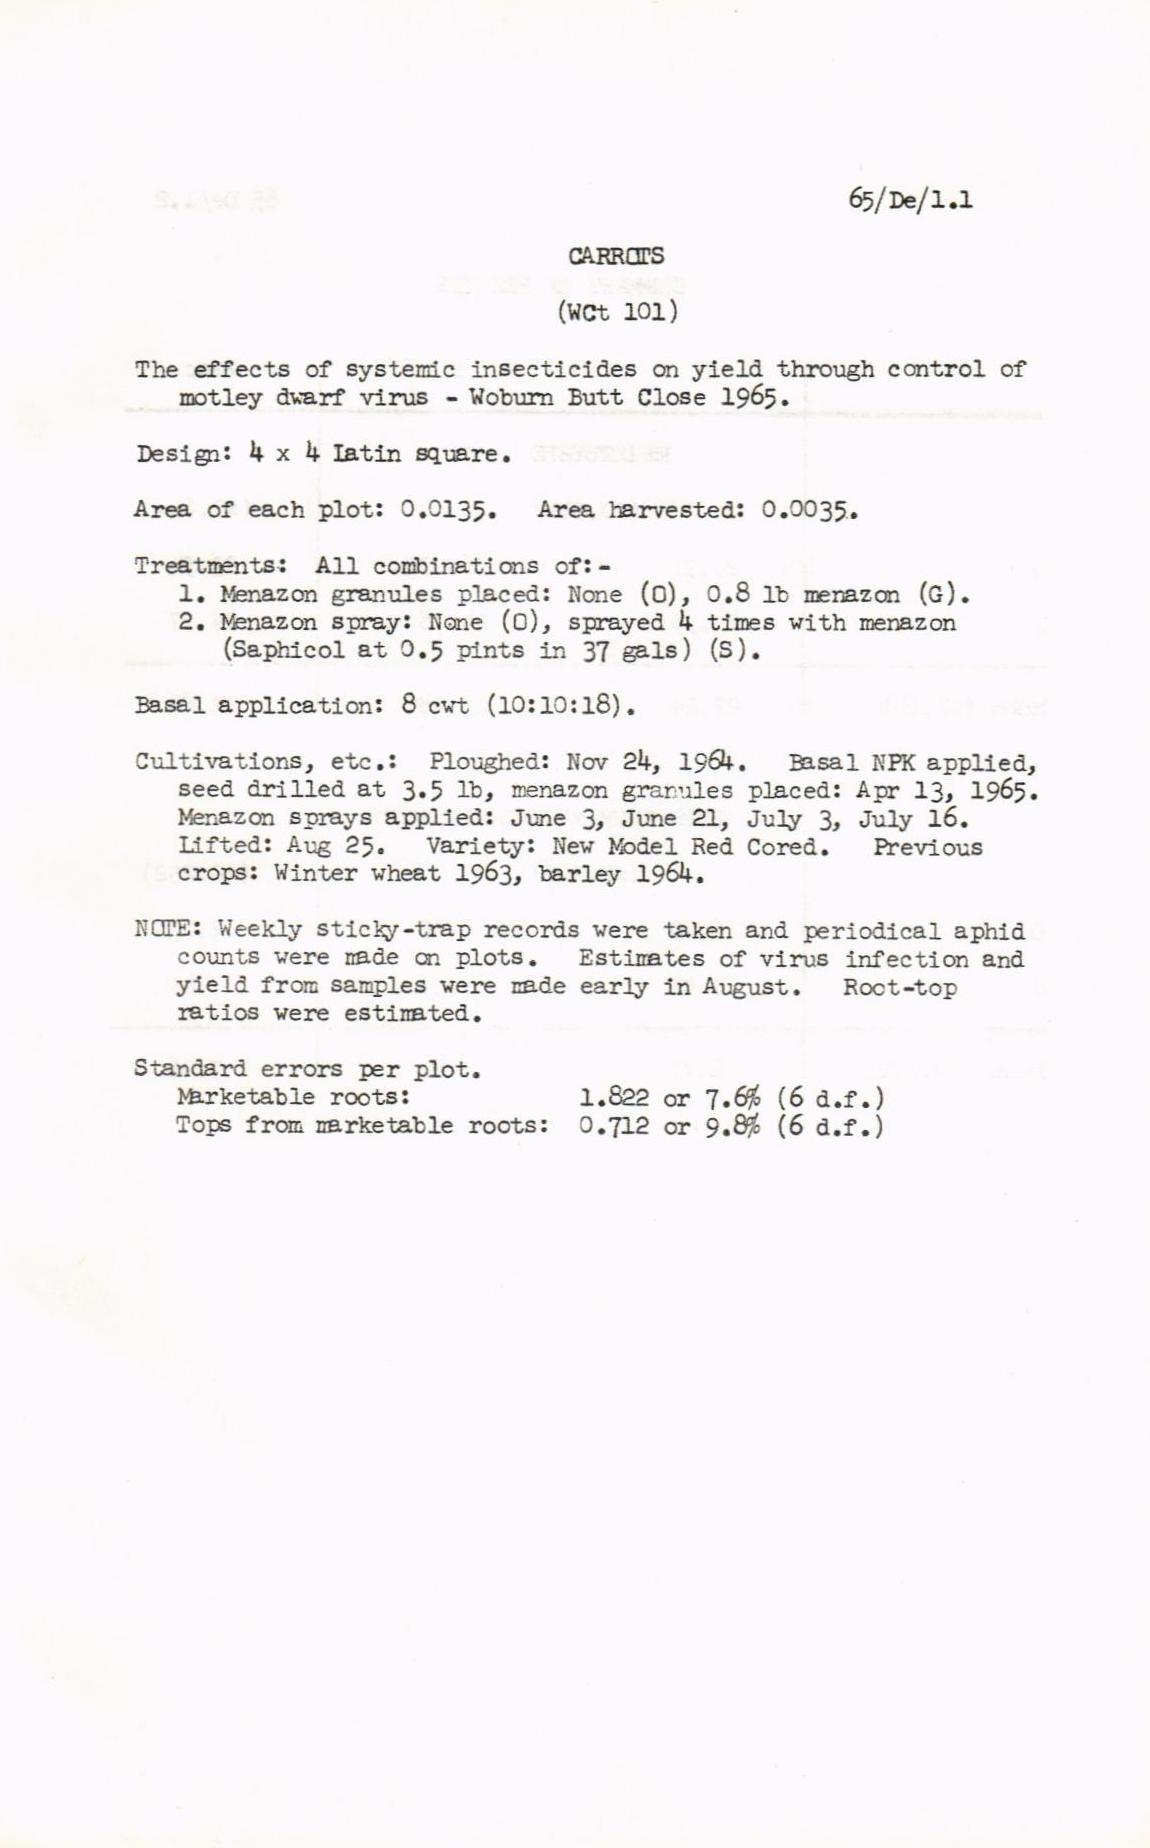 65/De/1.1
CARROTS
(WCt 101)
The effects of systemic insecticides on yield through control of
motley dwarf virus - Woburn Butt Close 1965.
Design: 4 x 4 Latin square.
Area of each plot: 0.0135. Area harvested: 0.0035.
Treatments: All combinations of:-
1. Menazon granules placed: None (O), 0.8 lb menazon (G).
2. Menazon spray: None (O), sprayed 4 times with menazon
(Saphicol at 0.5 pints in 37 gals) (S).
Basal application: 8 cwt (10:10:18).
Cultivations, etc.: Ploughed: Nov 24, 1964. Basal NPK applied,
seed drilled at 3.5 lb, menazon granules placed: Apr 13, 1965.
Menazon sprays applied: June 3, June 21, July 3, July 16.
Lifted: Aug 25. Variety: New Model Red Cored. Previous
crops: Winter wheat 1963, barley 1964.
NOTE: Weekly sticky-trap records were taken and periodical aphid
counts were made on plots. Estimates of virus infection and
yield from samples were made early in August. Root-top
ratios were estimated.
Standard errors per plot.
Marketable roots: 1.822 or 7.6% (6 d.f.)
Tops from marketable roots: 0.712 or 9.8% (6 d.f.)